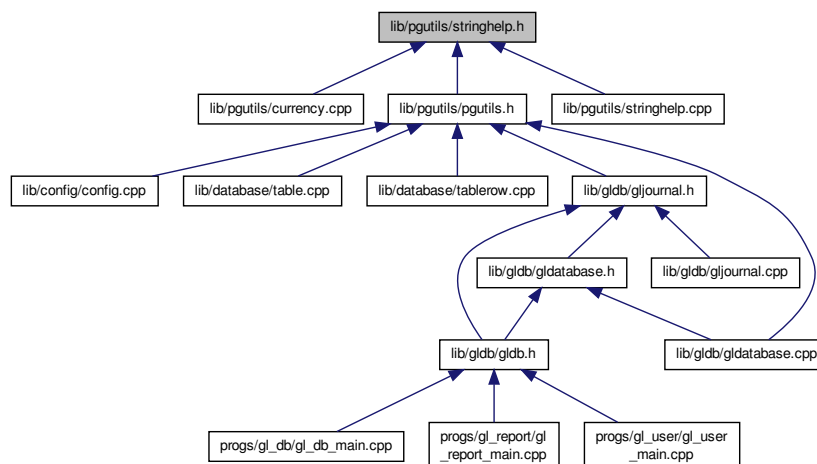 lib/pgutils/stringhelp.h
lib/pgutils/currency.cpp
lib/pgutils/pgutils.h
lib/pgutils/stringhelp.cpp
lib/config/config.cpp
lib/database/table.cpp
lib/database/tablerow.cpp
lib/gldb/gljournal.h
lib/gldb/gldatabase.h
lib/gldb/gljournal.cpp
lib/gldb/gldb.h
lib/gldb/gldatabase.cpp
progs/gl_db/gl_db_main.cpp
progs/gl_report/gl
_report_main.cpp
progs/gl_user/gl_user
_main.cpp